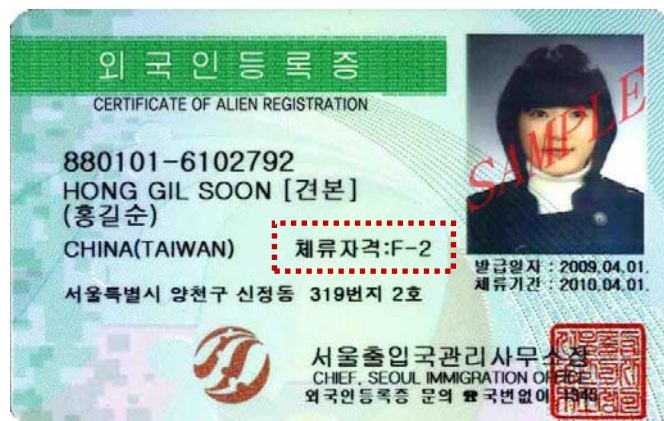 외국인등록증
CERTIFICATE OF ALIEN REGISTRATION
880101-6102792
HONG GIL SOON [견본]
(홍길순)
CHINA(TAIWAN) 체류자격:F-2
서울특별시 양천구 신정동 319번지 2호
SAMPLE
발급일자 : 2009.04.01.
체류기간 : 2010.04.01.
서울출입국관리사무소장
CHIEF, SEOUL IMMIGRATION OFFICE
외국인등록증 문의 ☎국번없이 1345